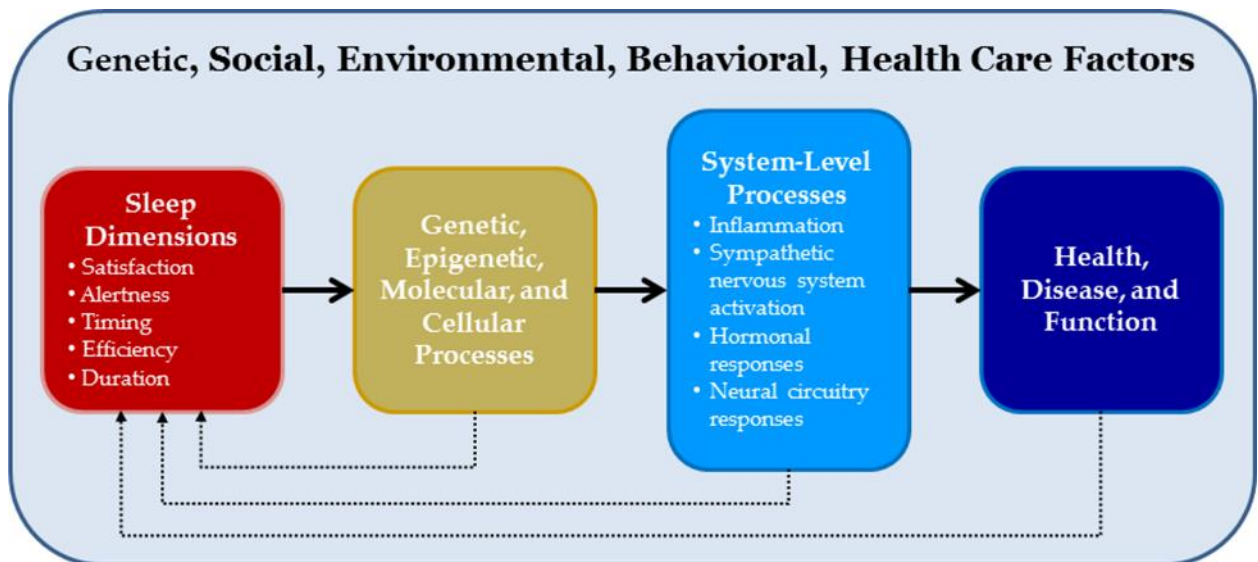 Genetic, Social, Environmental, Behavioral, Health Care Factors
Sleep
Dimensions
• Satisfaction
• Alertness
• Timing
• Efficiency
• Duration
Genetic,
Epigenetic,
Molecular, and
Cellular
Processes
System-Level
Processes
• Inflammation
• Sympathetic
nervous system
activation
• Hormonal
responses
• Neural circuitry
responses
Health,
Disease, and
Function